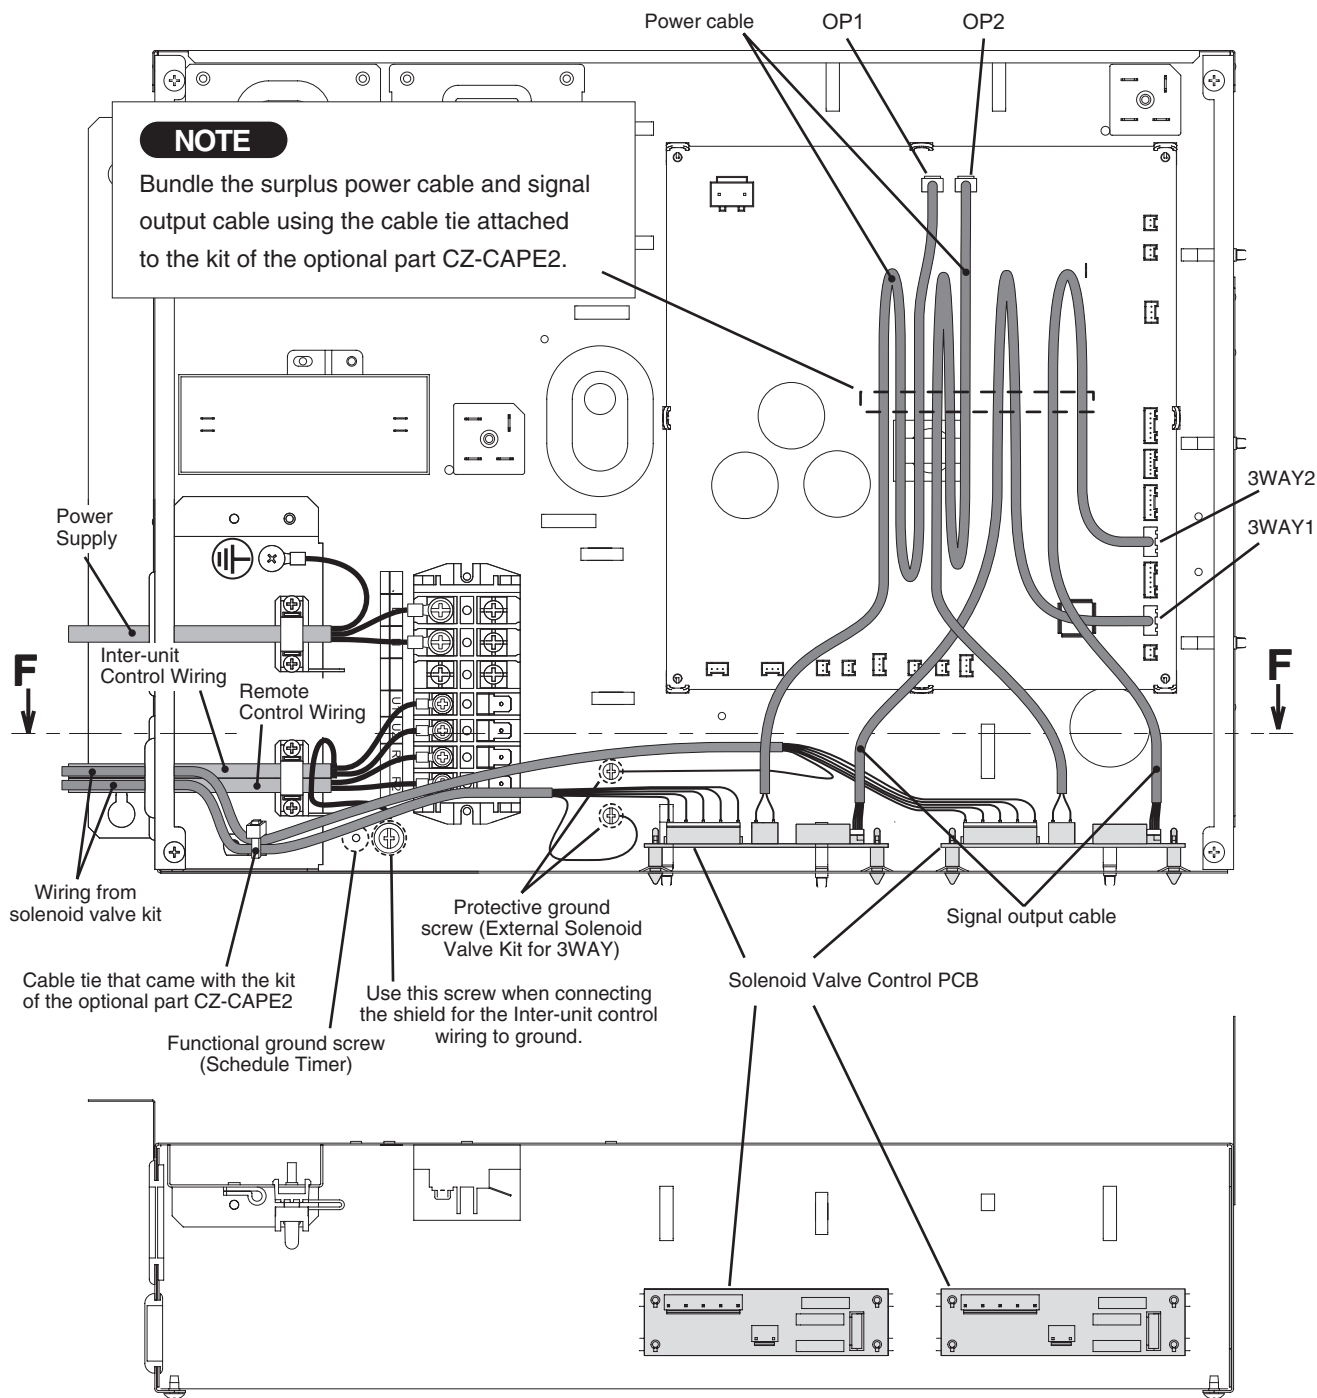 Power cable
OP1
OP2
NOTE
Bundle the surplus power cable and signal
output cable using the cable tie attached
to the kit of the optional part CZ-CAPE2.
3WAY2
3WAY1
Power
Supply
Inter-unit
Control Wiring
Remote
Control Wiring
F
F
Wiring from
solenoid valve kit
Protective ground
screw (External Solenoid
Valve Kit for 3WAY)
Signal output cable
Cable tie that came with the kit
of the optional part CZ-CAPE2
Use this screw when connecting
the shield for the Inter-unit control
wiring to ground.
Solenoid Valve Control PCB
Functional ground screw
(Schedule Timer)